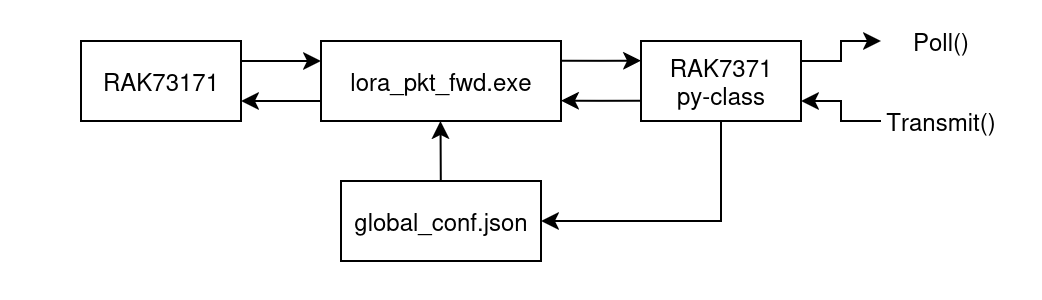 RAK73171
lora_pkt_fwd.exe
RAK7371
py-class
Poll()
Transmit()
global_conf.json